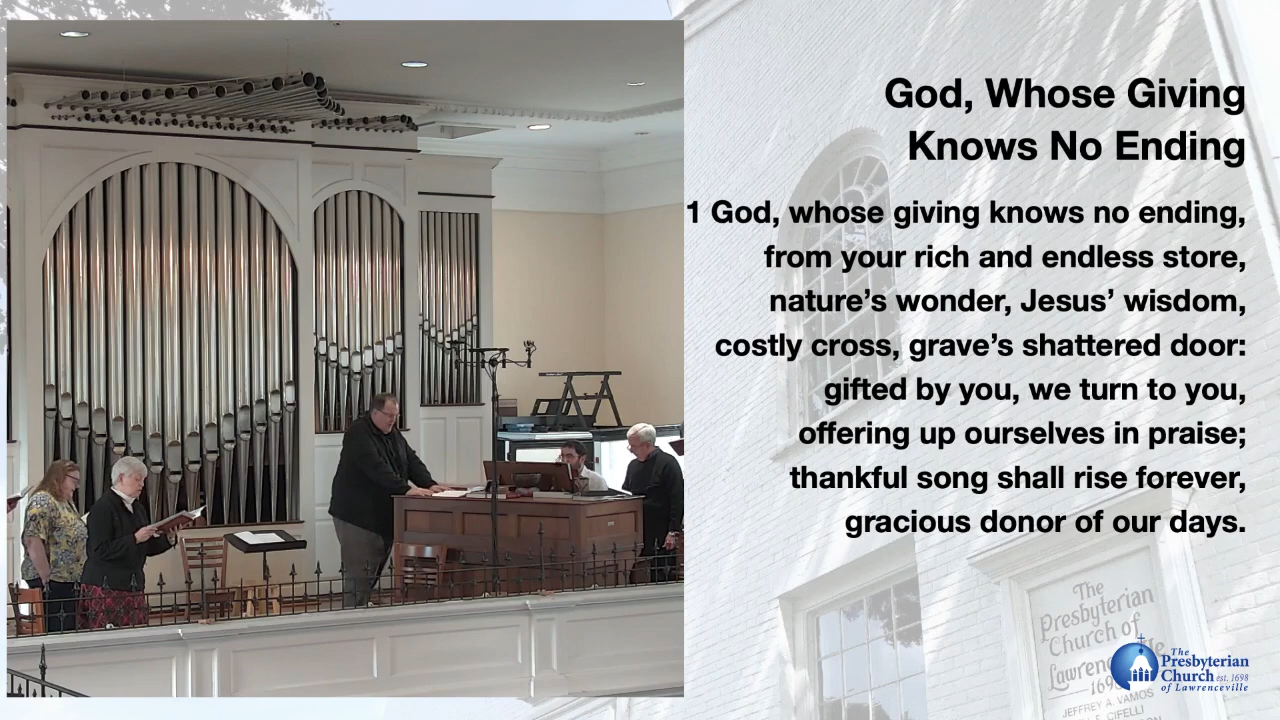 God, Whose Giving
Knows No Ending
1 God, whose giving knows no ending,
from your rich and endless store,
nature’s wonder, Jesus’ wisdom,
costly cross, grave’s shattered door:
gifted by you, we turn to you,
offering up ourselves in praise;
thankful song shall rise forever,
gracious donor of our days.
The
Presbyterian
Church of
1698
JEFFREY A. VAMOS
CIFELLI
The
Presbyterian
Church est. 1698
of Lawrenceville